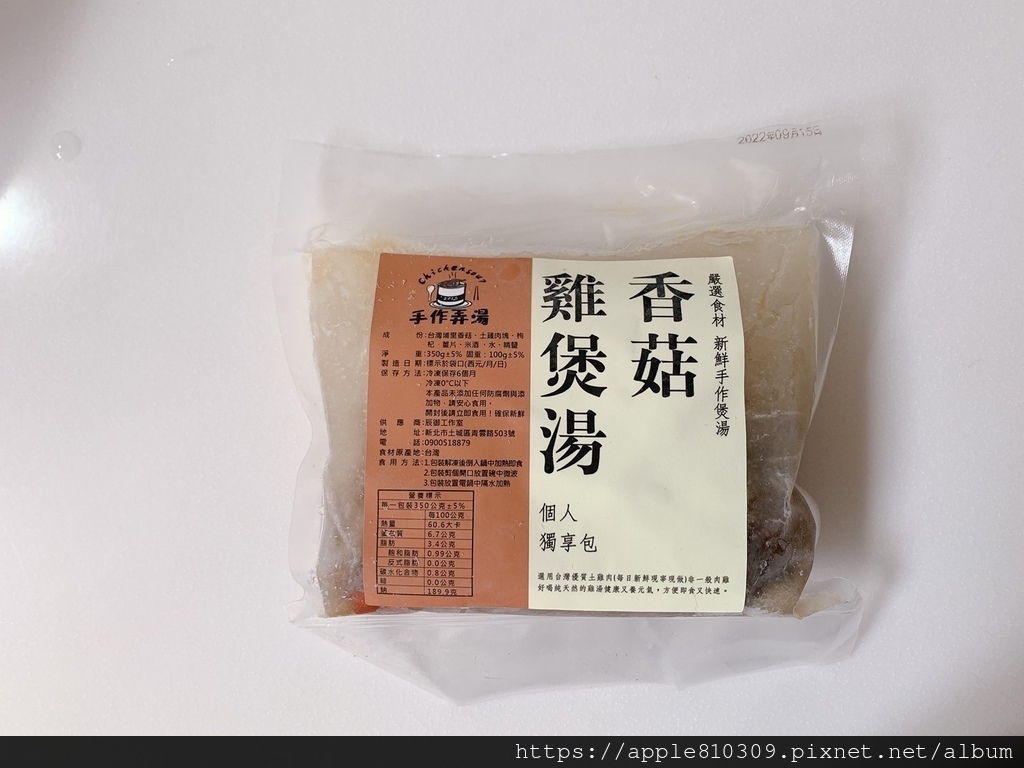 2022年09月15日
Chickensoup
手作弄湯
成 份:台灣埔里香菇、土雞肉塊、枸
杞、薑片、米酒、水、精鹽
淨 重:350g±5% 固重:100g±5%
製造日期:標示於袋口(西元/月/日)
保存方法:冷凍保存6個月
冷凍0℃以下
本產品未添加任何防腐劑與添
加物、請安心食用。
開封後請立即食用!確保新鮮
供應商:辰御工作室
地 址:新北市土城區青雲路503號
電 話:0900518879
食材原產地:台灣
食用方法:1.包裝解凍後倒入鍋中加熱即食
2.包裝剪個開口放置碗中微波
3.包裝放置電鍋中隔水加熱
營養標示
第一包裝350公克±5%
每100公克
熱量 60.6大卡
蛋白質 6.7公克
脂肪 3.4公克
飽和脂肪 0.99公克
反式脂肪 0.0公克
碳水化合物 0.8公克
糖 0.0公克
鈉 189.9克
嚴選食材 新鮮手作煲湯
香菇
雞煲湯
個人
獨享包
選用台灣優質土雞肉(每日新鮮現宰現做)非一般肉雞
好喝純天然的雞湯健康又養元氣,方便即食又快速。
https://apple810309.pixnet.net/album